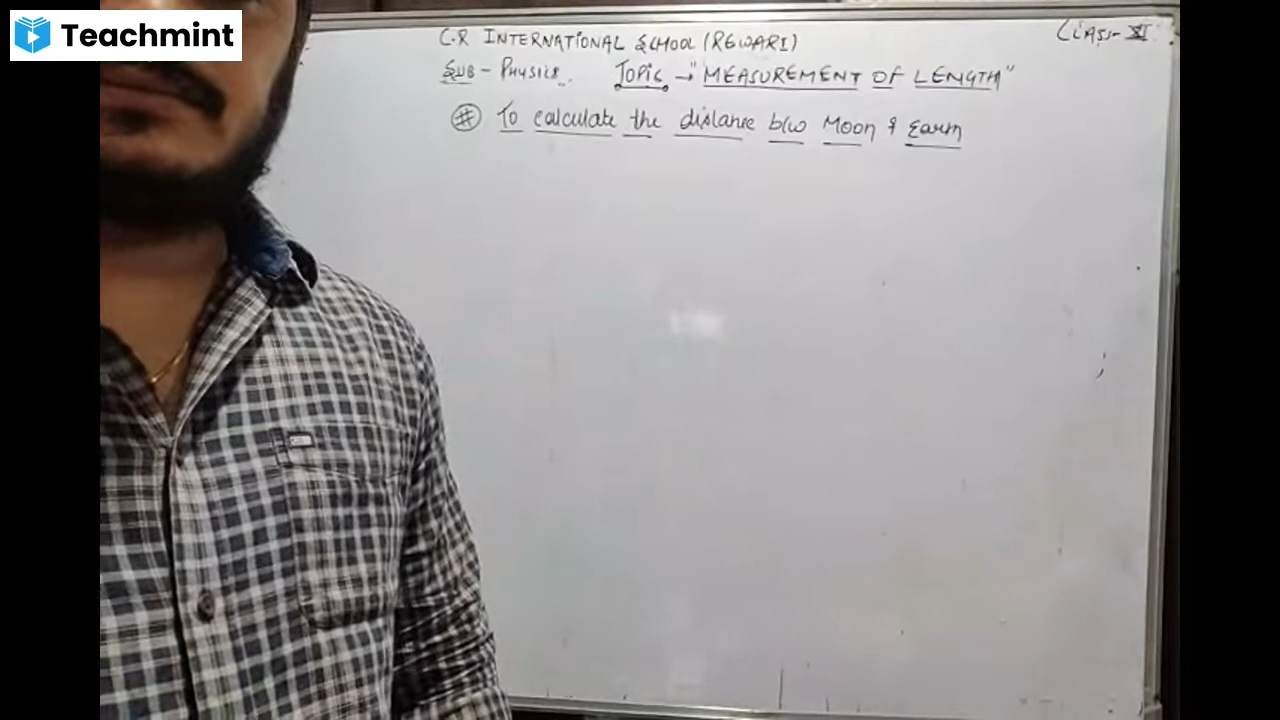 Teachmint
C.R INTERNATIONAL SCHOOL (REWARI)
CLASS-XI
SUB - PHYSICS. TOPIC → "MEASUREMENT OF LENGTH"
# To calculate the distance b/w Moon & Earth